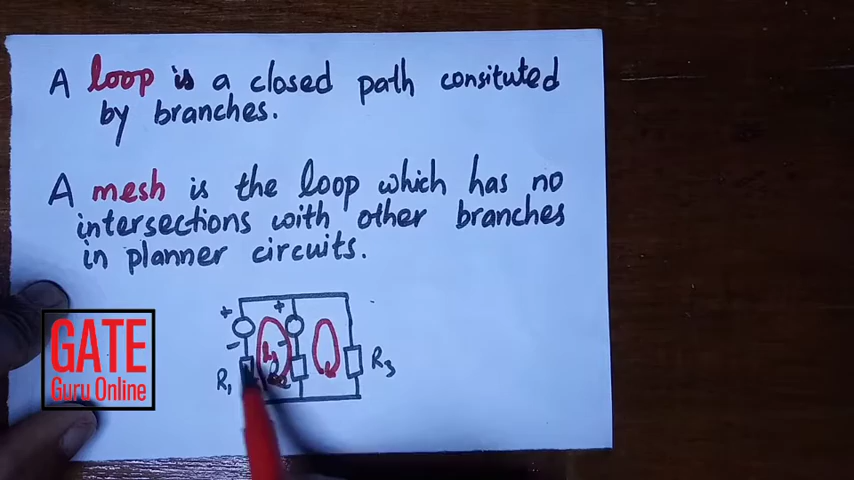 A loop is a closed path consituted
by branches.
A mesh is the loop which has no
intersections with other branches
in planner circuits.
+ +
- -
R1 R3
GATE
Guru Online